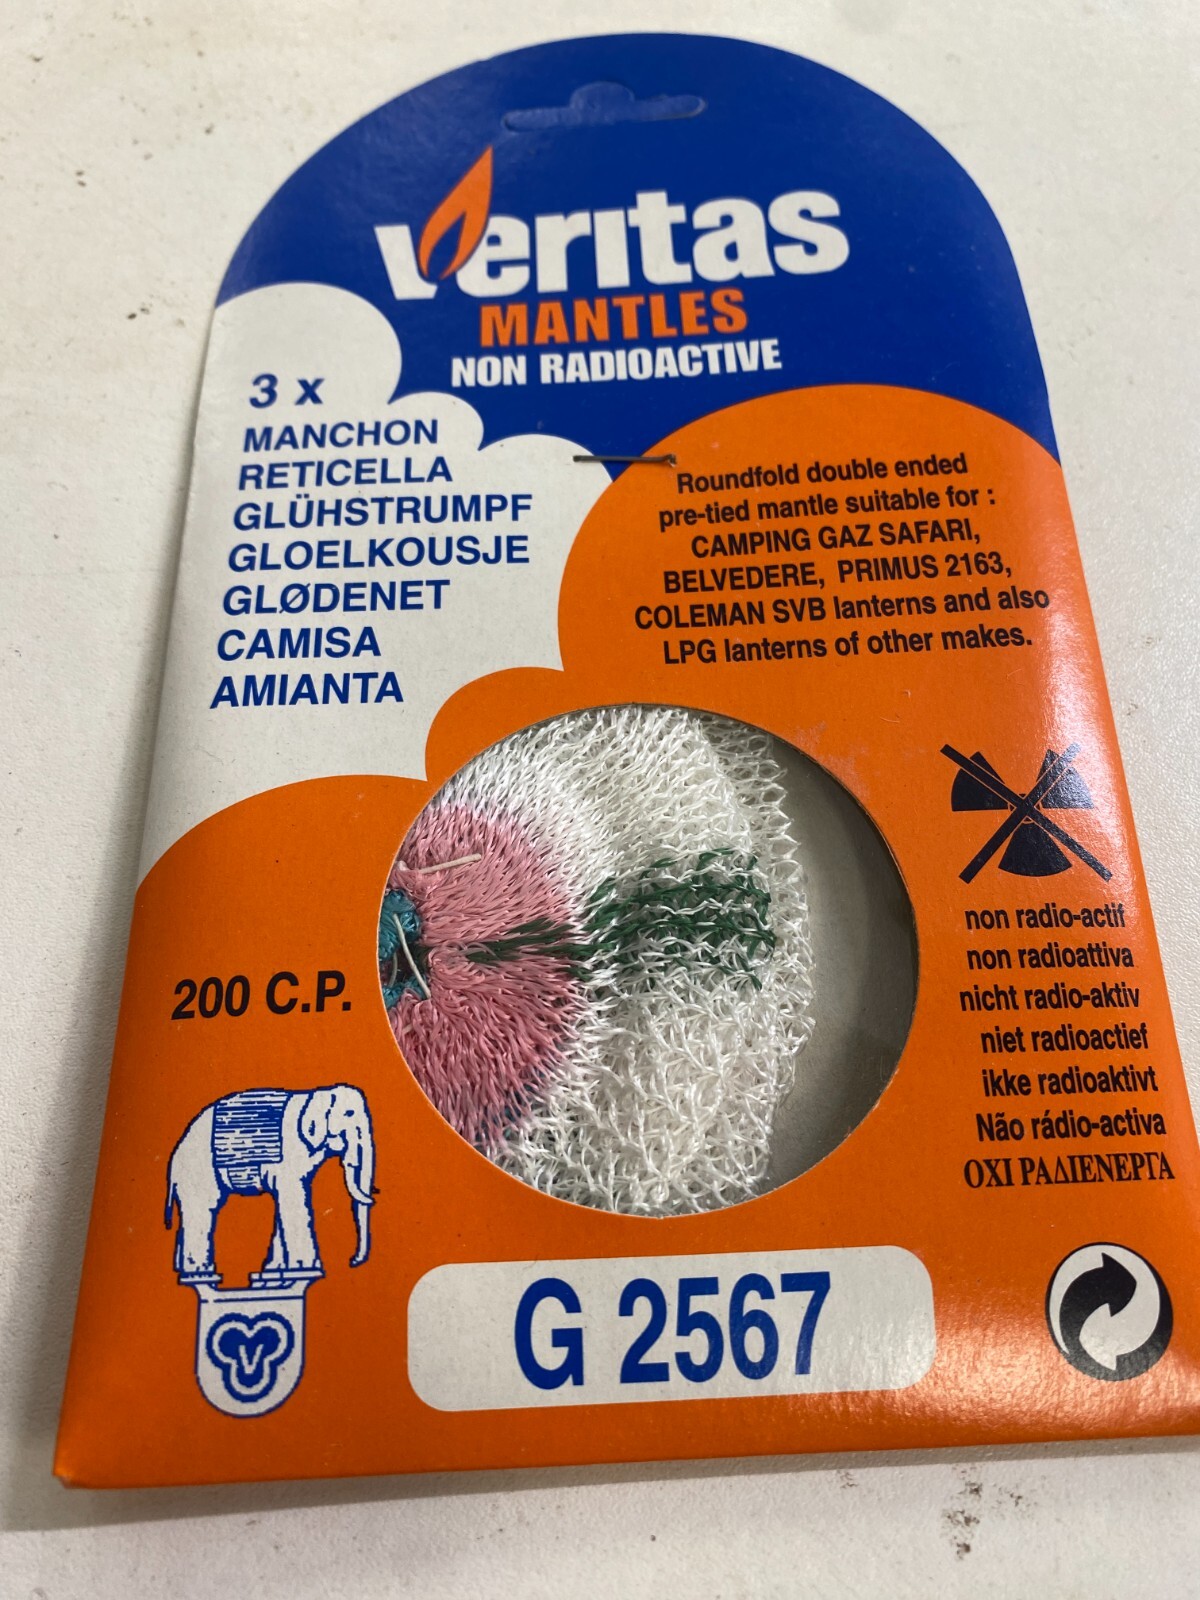 Veritas
MANTLES
NON RADIOACTIVE
3 x
MANCHON
RETICELLA
GLÜHSTRUMPF
GLOELKOUSJE
GLØDENET
CAMISA
AMIANTA
Roundfold double ended
pre-tied mantle suitable for :
CAMPING GAZ SAFARI,
BELVEDERE, PRIMUS 2163,
COLEMAN SVB lanterns and also
LPG lanterns of other makes.
200 C.P.
non radio-actif
non radioattiva
nicht radio-aktiv
niet radioactief
ikke radioaktivt
Não rádio-activa
ΟΧΙ ΡΑΔΙΕΝΕΡΓΑ
V
G 2567